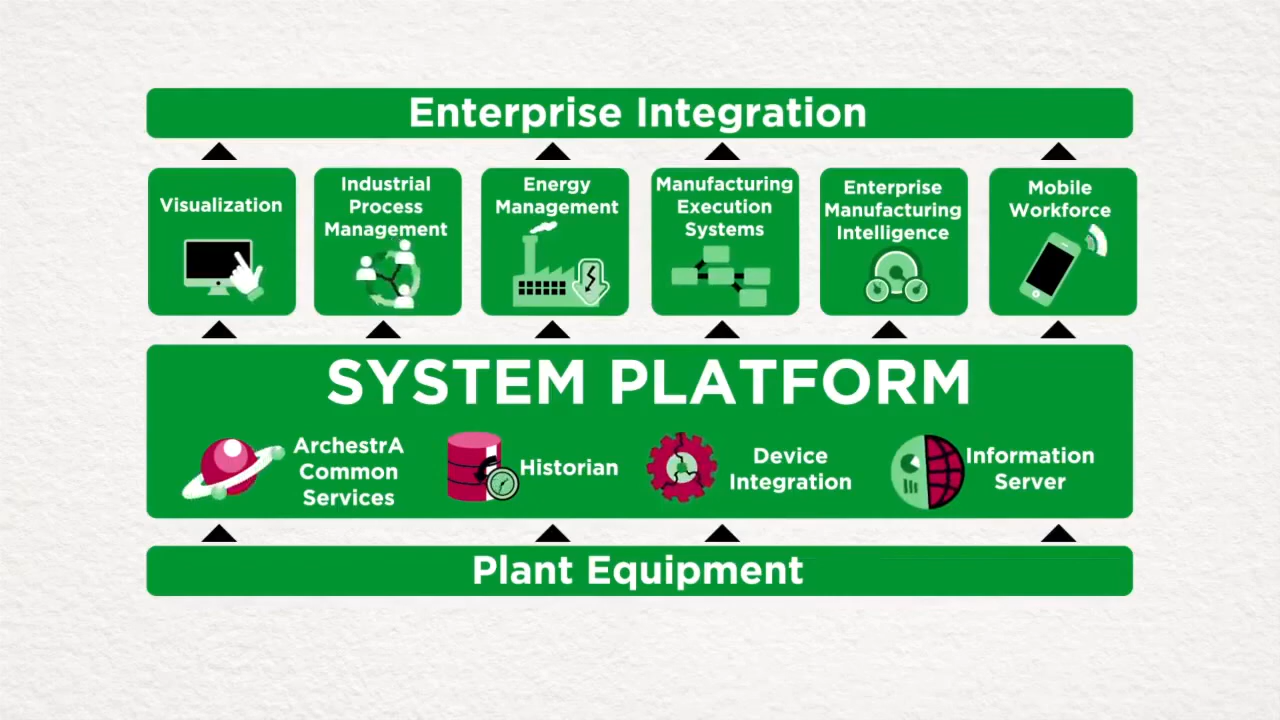 Enterprise Integration
Visualization
Industrial
Process
Management
Energy
Management
Manufacturing
Execution
Systems
Enterprise
Manufacturing
Intelligence
Mobile
Workforce
SYSTEM PLATFORM
ArchestrA
Common
Services
Historian
Device
Integration
Information
Server
Plant Equipment